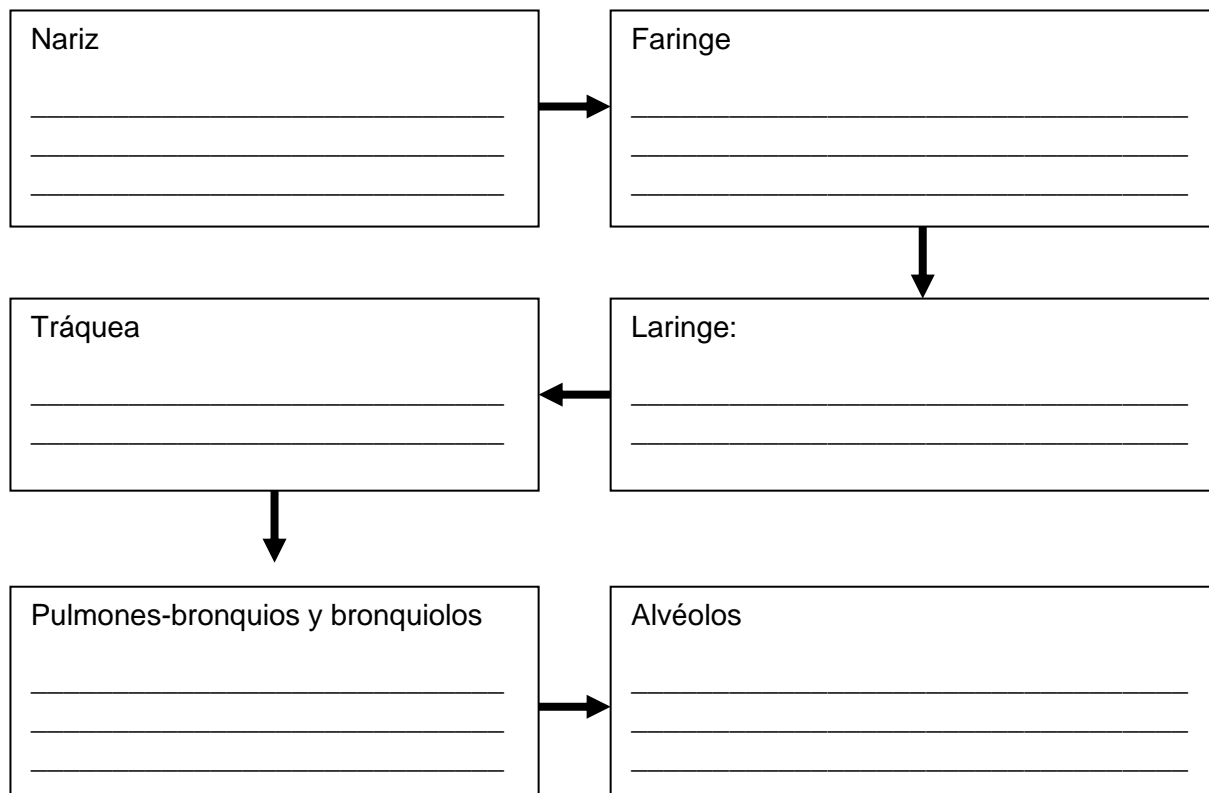 Nariz
Faringe
Tráquea
Laringe:
Pulmones-bronquios y bronquiolos
Alvéolos